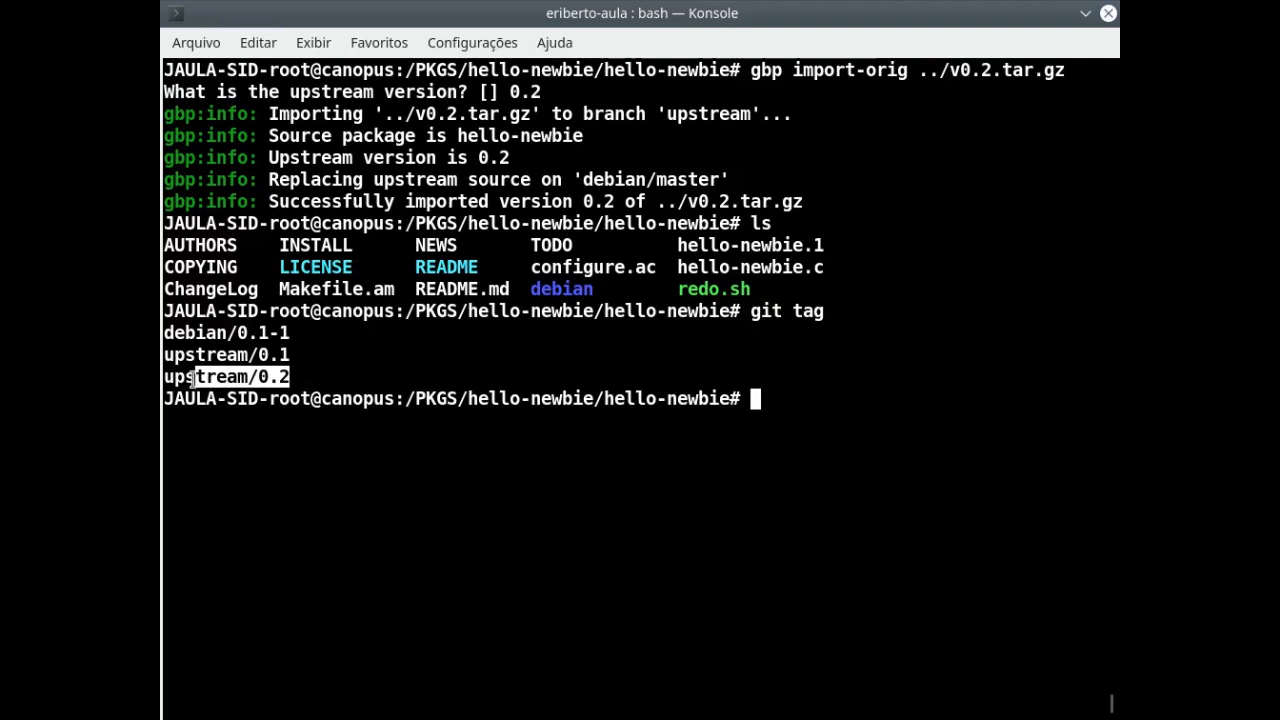 eriberto-aula : bash — Konsole
Arquivo Editar Exibir Favoritos Configurações Ajuda
JAULA-SID-root@canopus:/PKGS/hello-newbie/hello-newbie# gbp import-orig ../v0.2.tar.gz
What is the upstream version? [] 0.2
gbp:info: Importing '../v0.2.tar.gz' to branch 'upstream'...
gbp:info: Source package is hello-newbie
gbp:info: Upstream version is 0.2
gbp:info: Replacing upstream source on 'debian/master'
gbp:info: Successfully imported version 0.2 of ../v0.2.tar.gz
JAULA-SID-root@canopus:/PKGS/hello-newbie/hello-newbie# ls
AUTHORS INSTALL NEWS TODO hello-newbie.1
COPYING LICENSE README configure.ac hello-newbie.c
ChangeLog Makefile.am README.md debian redo.sh
JAULA-SID-root@canopus:/PKGS/hello-newbie/hello-newbie# git tag
debian/0.1-1
upstream/0.1
upstream/0.2
JAULA-SID-root@canopus:/PKGS/hello-newbie/hello-newbie#